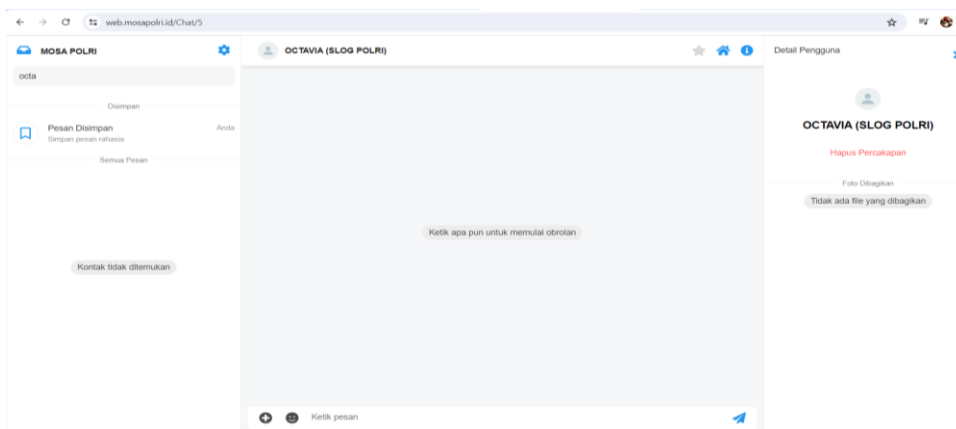 web.mosapolri.id/Chat/5
MOSA POLRI
octa
Disimpan
Pesan Disimpan
Anda
Simpan pesan rahasia
Semua Pesan
Kontak tidak ditemukan
OCTAVIA (SLOG POLRI)
Ketik apa pun untuk memulai obrolan
Ketik pesan
Detail Pengguna
OCTAVIA (SLOG POLRI)
Hapus Percakapan
Foto Dibagikan
Tidak ada file yang dibagikan